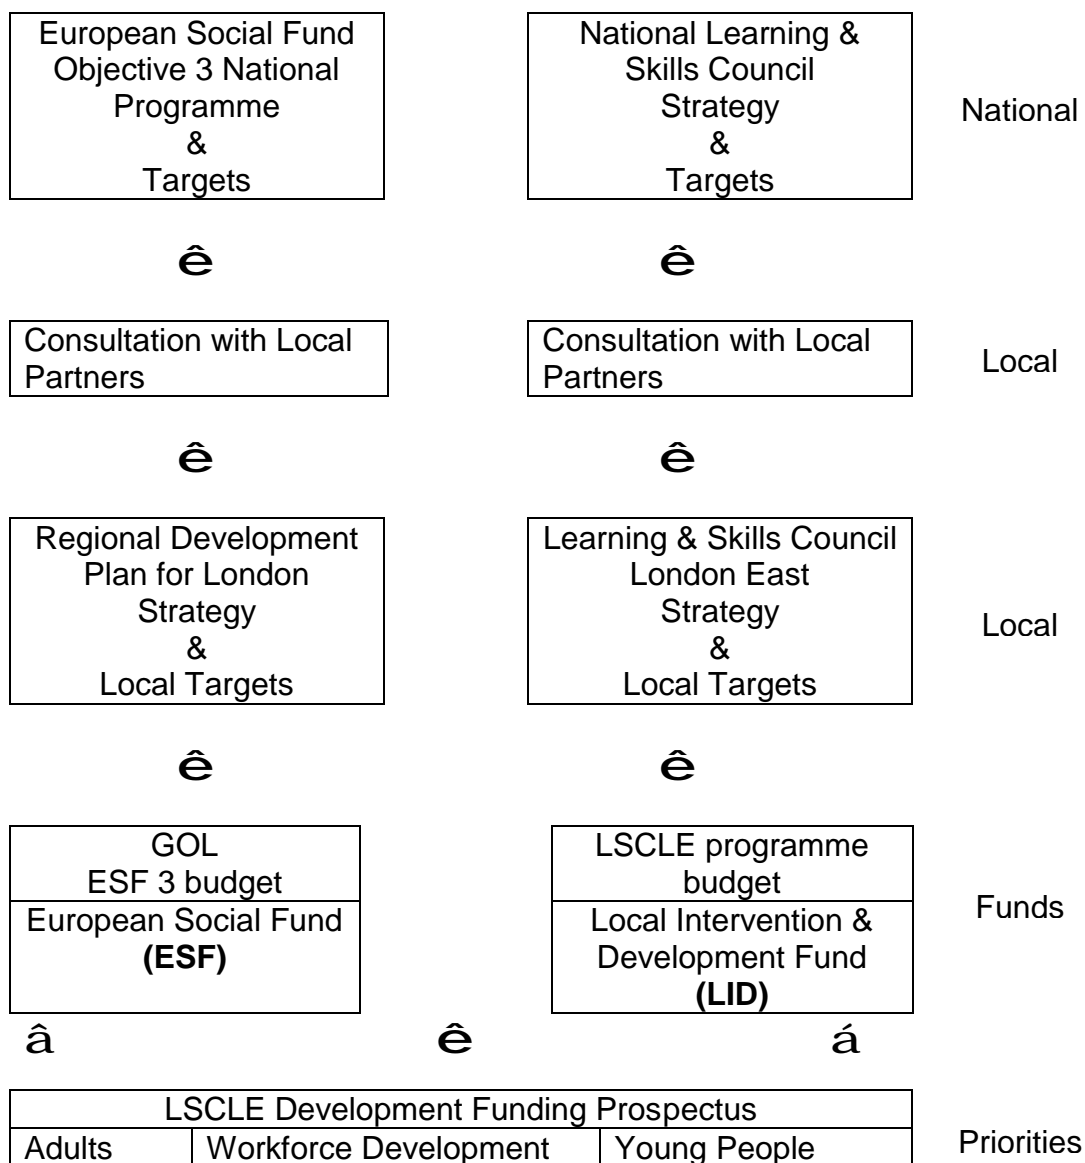 European Social Fund
Objective 3 National
Programme
&
Targets
National Learning &
Skills Council
Strategy
&
Targets
National
ê
ê
Consultation with Local
Partners
Consultation with Local
Partners
Local
ê
ê
Regional Development
Plan for London
Strategy
&
Local Targets
Learning & Skills Council
London East
Strategy
&
Local Targets
Local
ê
ê
GOL
ESF 3 budget
European Social Fund
(ESF)
LSCLE programme
budget
Local Intervention &
Development Fund
(LID)
Funds
â
ê
á
LSCLE Development Funding Prospectus
Adults
Workforce Development
Young People
Priorities